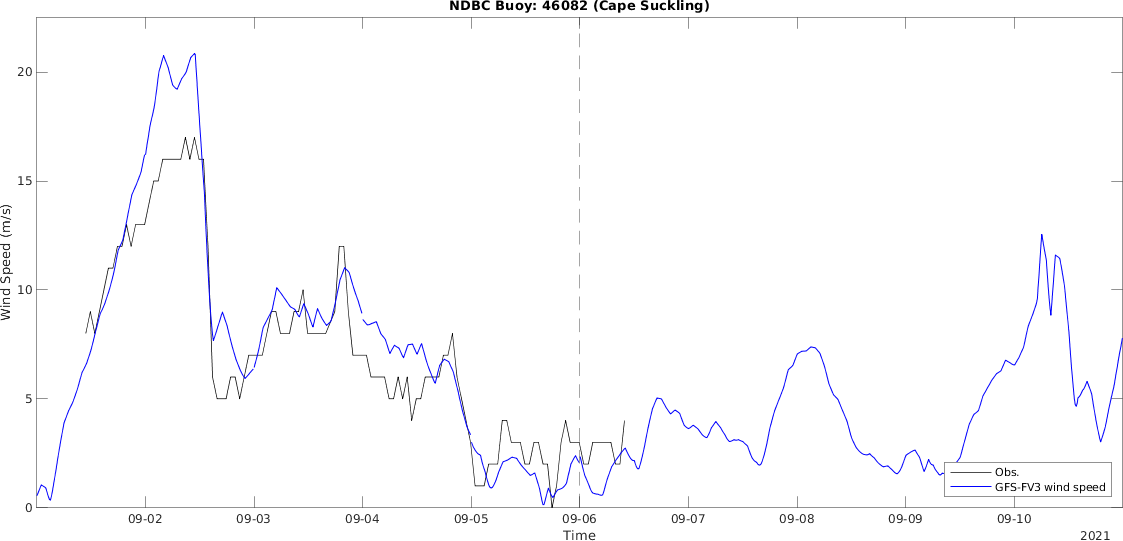 NDBC Buoy: 46082 (Cape Suckling)
Wind Speed (m/s)
20
15
10
5
0
09-02 09-03 09-04 09-05 09-06 09-07 09-08 09-09 09-10
Time
2021
Obs.
GFS-FV3 wind speed